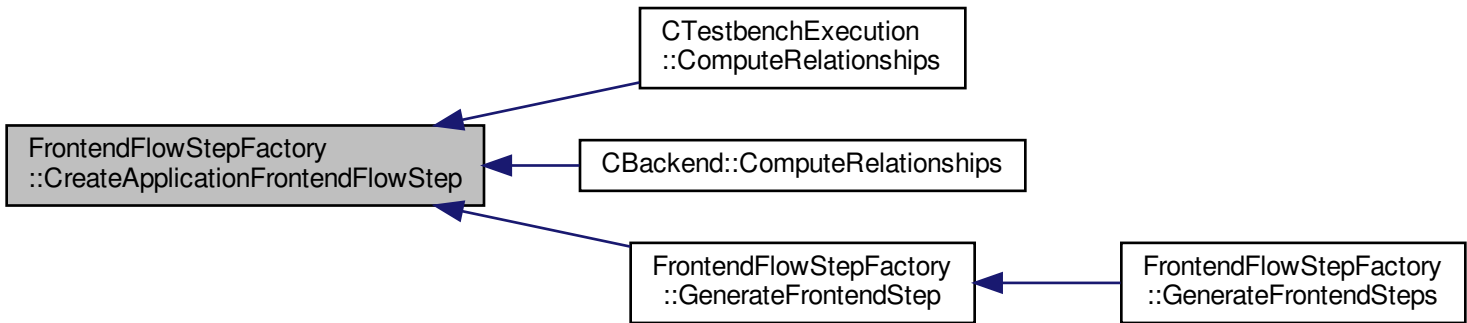 CTestbenchExecution
::ComputeRelationships
FrontendFlowStepFactory
::CreateApplicationFrontendFlowStep
CBackend::ComputeRelationships
FrontendFlowStepFactory
::GenerateFrontendStep
FrontendFlowStepFactory
::GenerateFrontendSteps